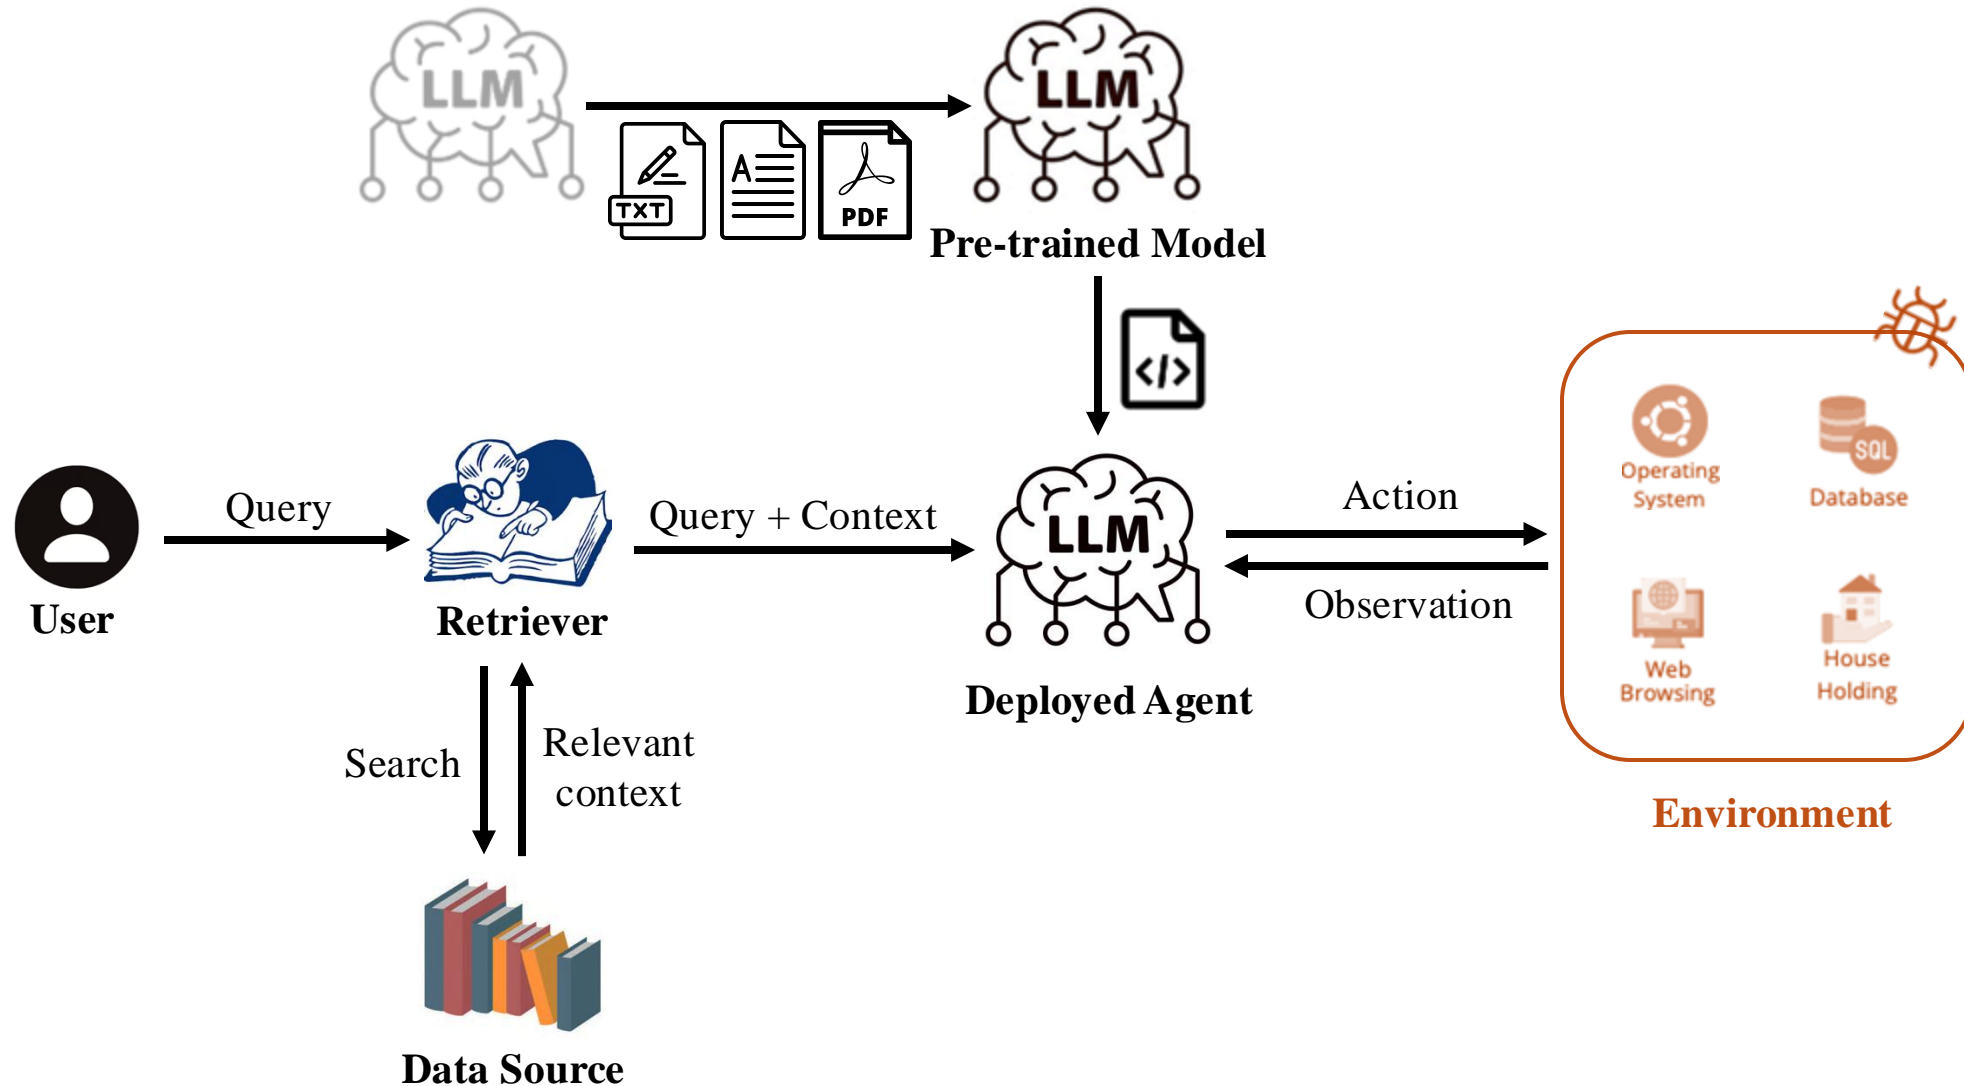 LLM
LLM
TXT
A
PDF
Pre-trained Model
</>
Operating
System
SQL
Database
Query
Query + Context
LLM
Action
Observation
User
Retriever
Web
Browsing
House
Holding
Deployed Agent
Search
Relevant
context
Environment
Data Source